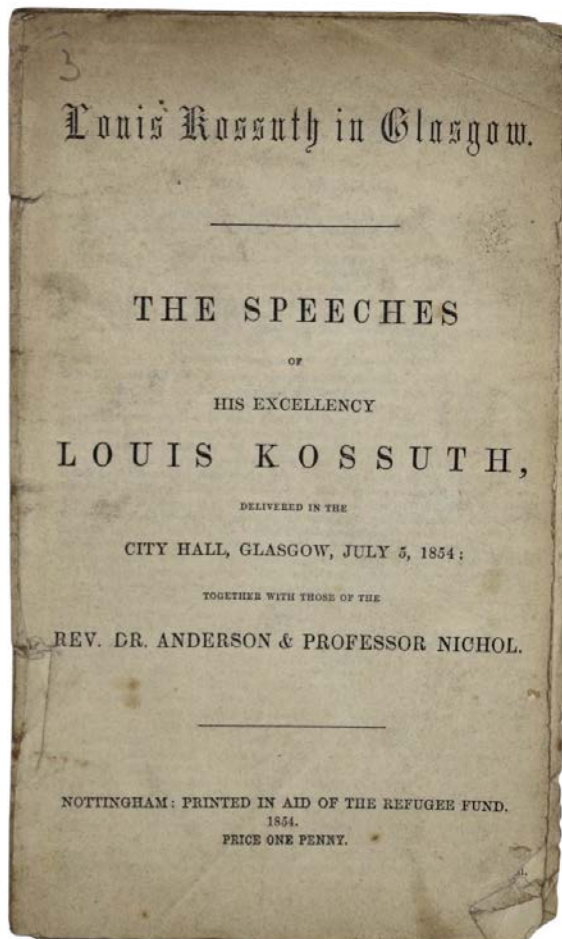 3
Louis Kossuth in Glasgow.
THE SPEECHES
OF
HIS EXCELLENCY
LOUIS KOSSUTH,
DELIVERED IN THE
CITY HALL, GLASGOW, JULY 5, 1854:
TOGETHER WITH THOSE OF THE
REV. DR. ANDERSON & PROFESSOR NICHOL.
NOTTINGHAM: PRINTED IN AID OF THE REFUGEE FUND.
1854.
PRICE ONE PENNY.